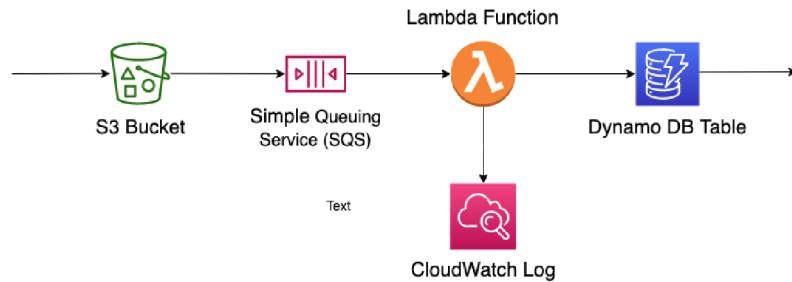 Lambda Function
S3 Bucket
Simple Queuing
Service (SQS)
Dynamo DB Table
Text
CloudWatch Log